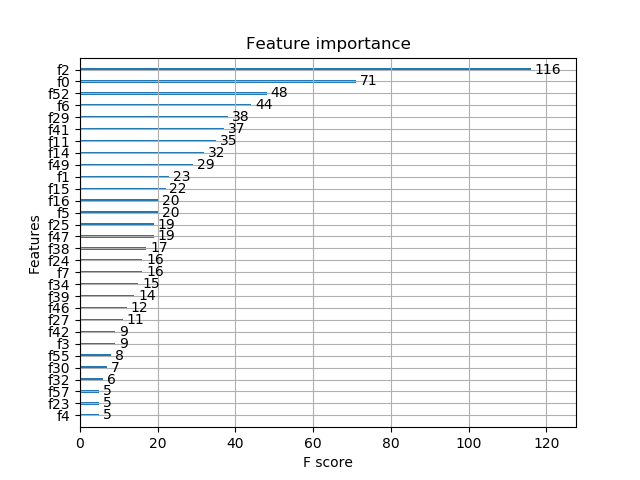 Feature importance
Features
f2 116
f0 71
f52 48
f6 44
f29 38
f41 37
f11 35
f14 32
f49 29
f1 23
f15 22
f16 20
f5 20
f25 19
f47 19
f38 17
f24 16
f7 16
f34 15
f39 14
f46 12
f27 11
f42 9
f3 9
f55 8
f30 7
f32 6
f57 5
f23 5
f4 5
0 20 40 60 80 100 120
F score